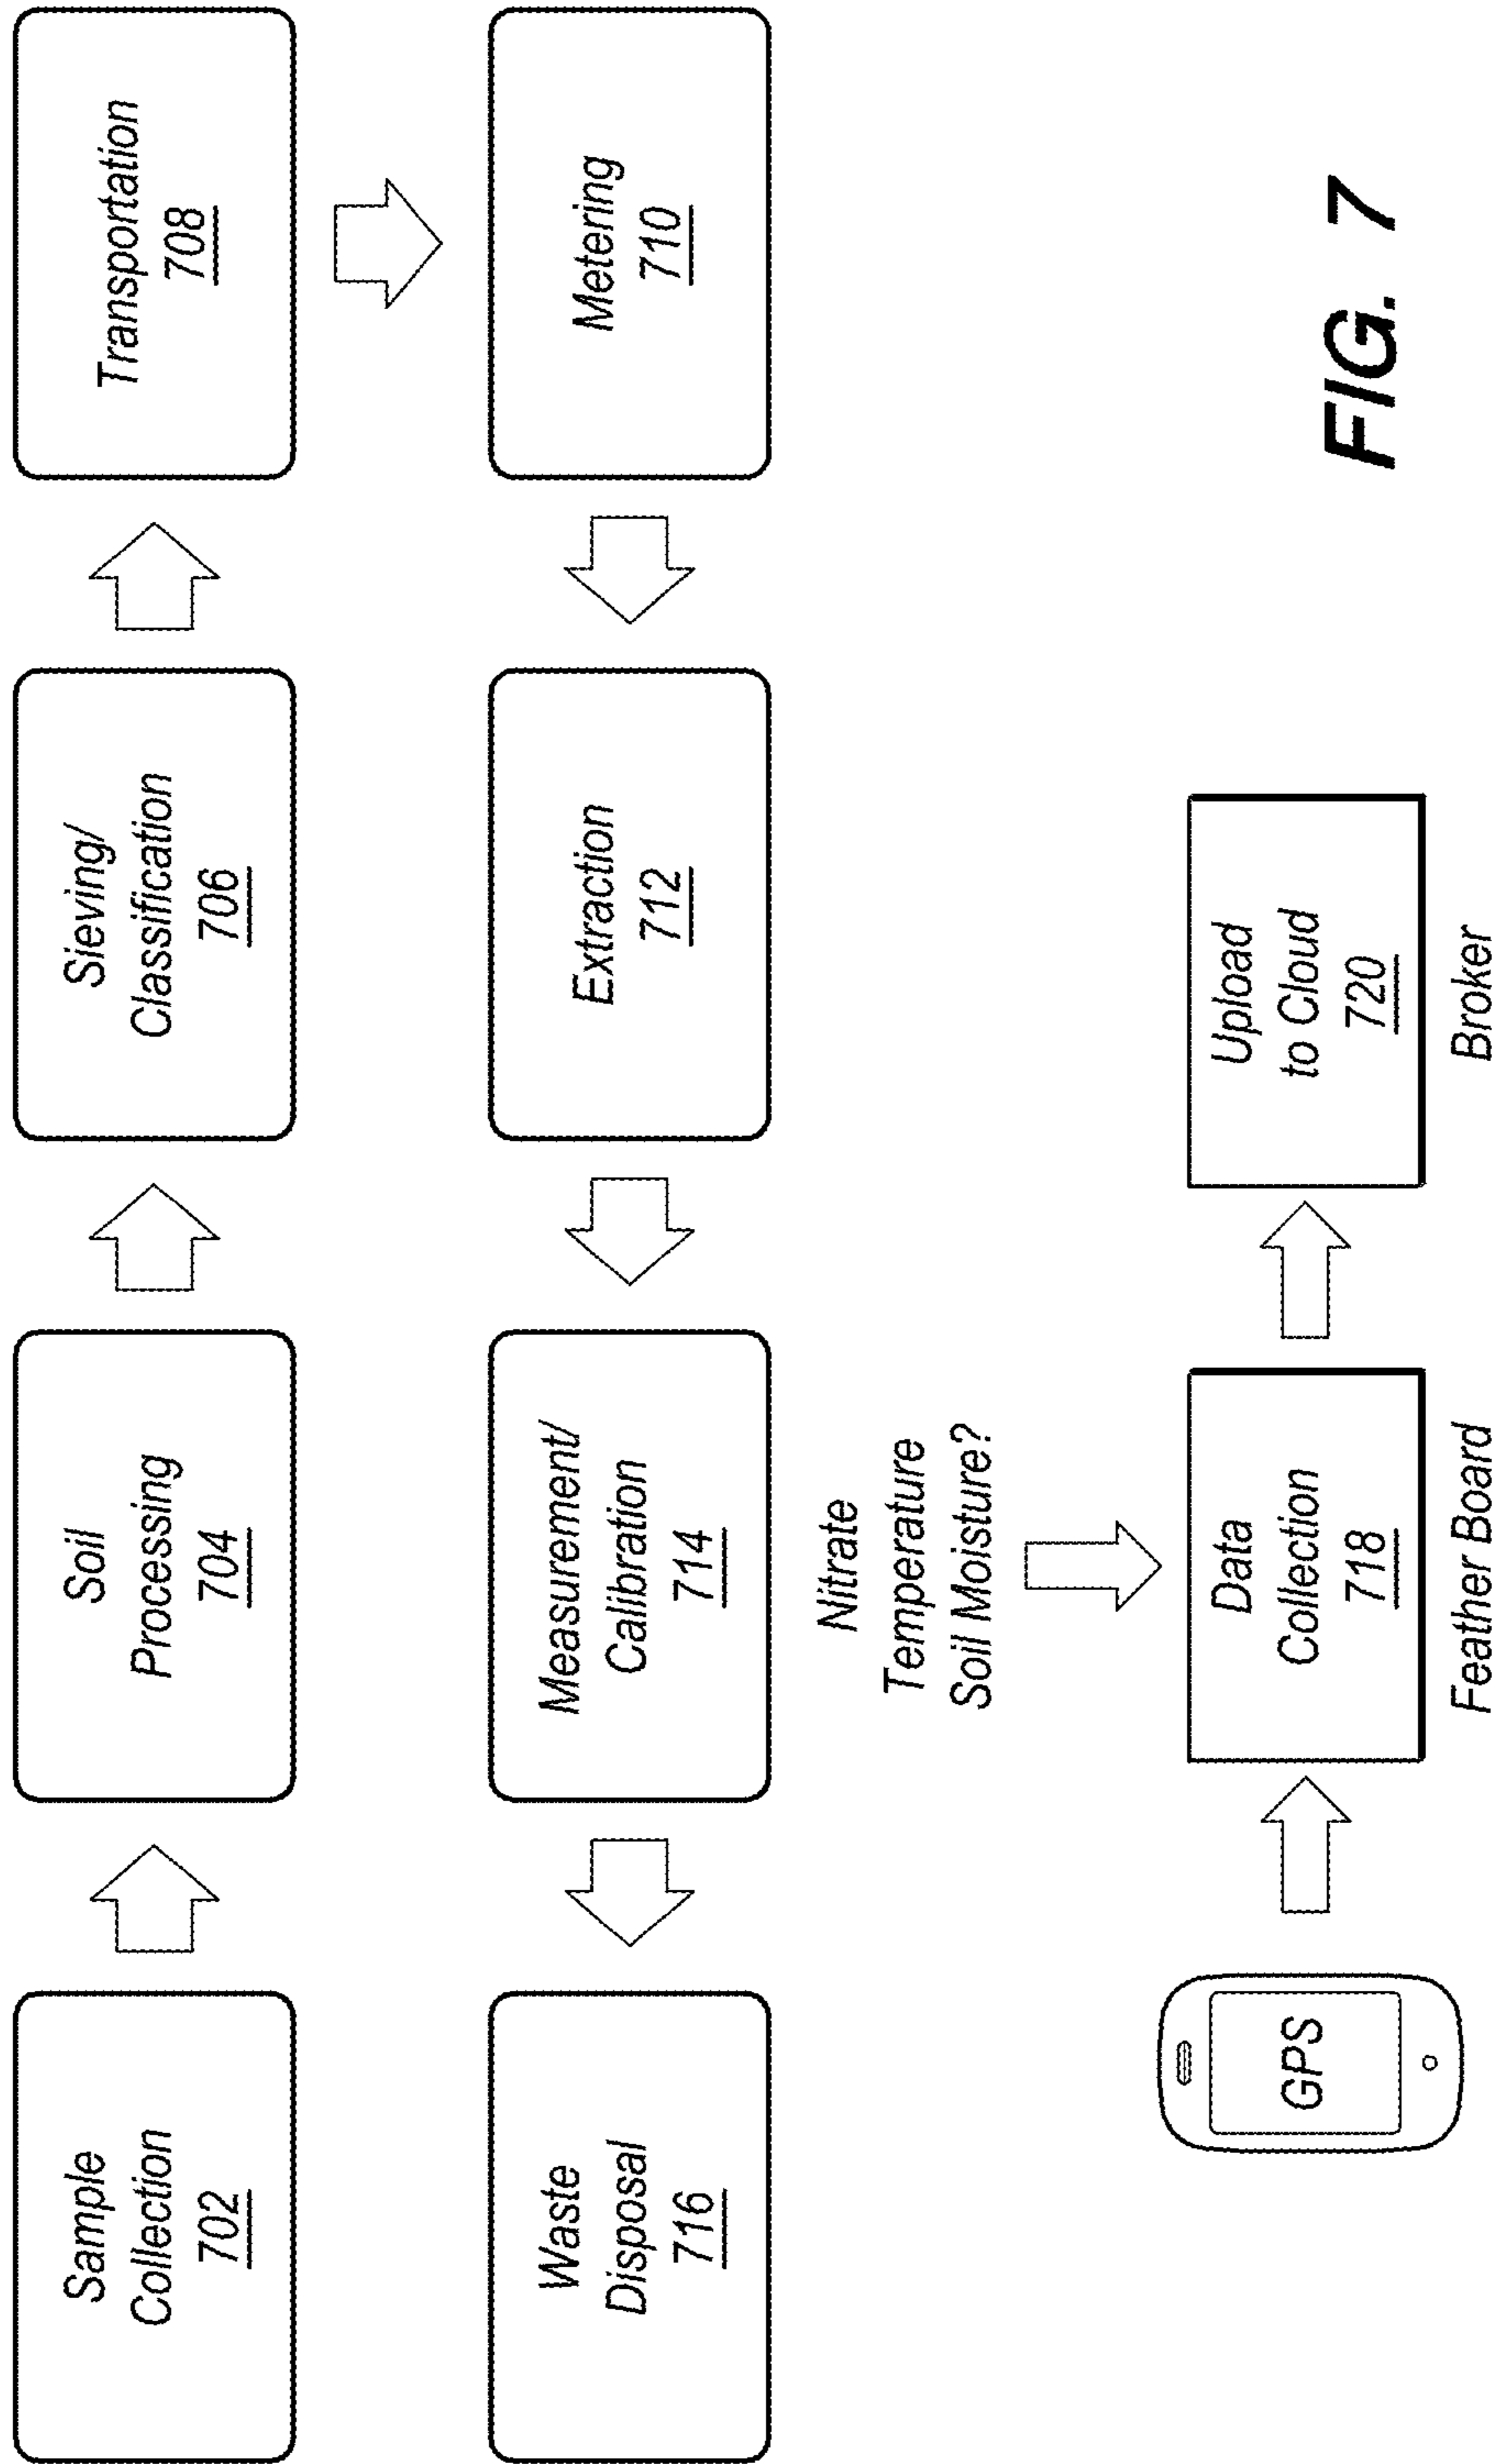 Sample
Collection
702
Soil
Processing
704
Sieving/
Classification
706
Transportation
708
Waste
Disposal
716
Measurement/
Calibration
714
Extraction
712
Metering
710
Nitrate
Temperature
Soil Moisture?
GPS
Data
Collection
718
Feather Board
Upload
to Cloud
720
Broker
FIG. 7